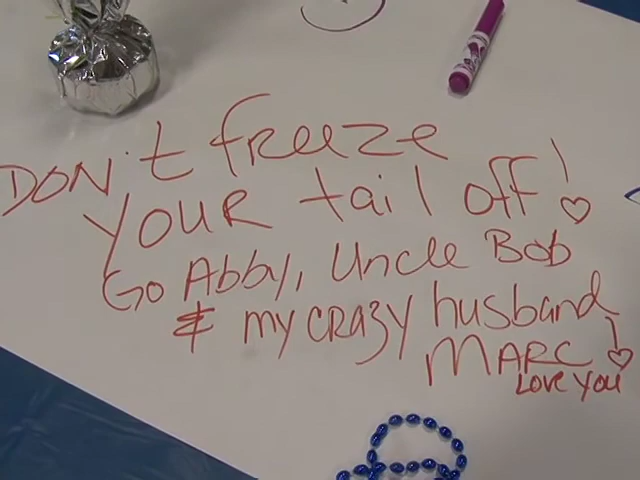 DON't freeze
YOUR tail off! ♡
Go Abby, Uncle Bob
& my CRAZY husband,
MARC ♡
Love You